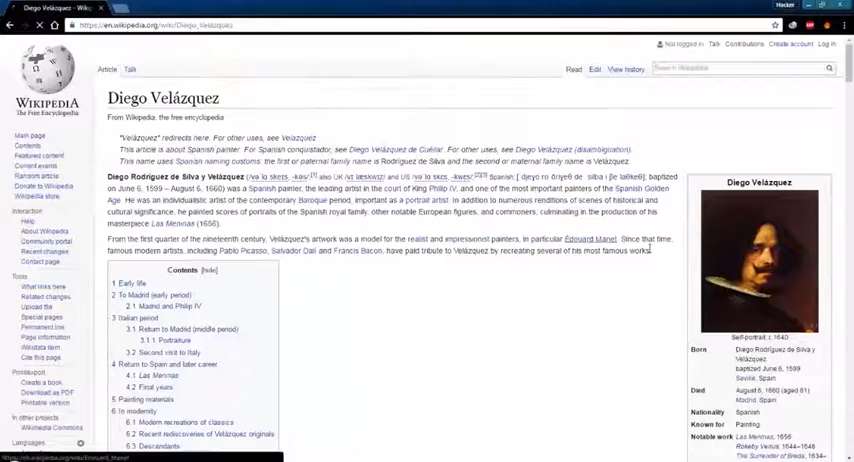 Diego Velázquez - Wiki
Hacker
https://en.wikipedia.org/wiki/Diego_Velázquez
Not logged in Talk Contributions Create account Log in
Article Talk
Read Edit View history Search Wikipedia
WIKIPEDIA
The Free Encyclopedia
Main page
Contents
Featured content
Current events
Random article
Donate to Wikipedia
Wikipedia store
Interaction
Help
About Wikipedia
Community portal
Recent changes
Contact page
Tools
What links here
Related changes
Upload file
Special pages
Permanent link
Page information
Wikidata item
Cite this page
Print/export
Create a book
Download as PDF
Printable version
In other projects
Wikimedia Commons
Languages
Diego Velázquez
From Wikipedia, the free encyclopedia
"Velázquez" redirects here. For other uses, see Velazquez
This article is about Spanish painter. For Spanish conquistador, see Diego Velázquez de Cuéllar. For other uses, see Diego Velázquez (disambiguation).
This name uses Spanish naming customs: the first or paternal family name is Rodríguez de Silva and the second or maternal family name is Velázquez.
Diego Rodríguez de Silva y Velázquez also UK and US Spanish: baptized
on June 6, 1599 – August 6, 1660) was a Spanish painter, the leading artist in the court of King Philip IV, and one of the most important painters of the Spanish Golden
Age. He was an individualistic artist of the contemporary Baroque period, important as a portrait artist. In addition to numerous renditions of scenes of historical and
cultural significance, he painted scores of portraits of the Spanish royal family, other notable European figures, and commoners, culminating in the production of his
masterpiece Las Meninas (1656).
From the first quarter of the nineteenth century, Velázquez's artwork was a model for the realist and impressionist painters, in particular Édouard Manet. Since that time,
famous modern artists, including Pablo Picasso, Salvador Dalí and Francis Bacon, have paid tribute to Velázquez by recreating several of his most famous works.
Contents [hide]
1 Early life
2 To Madrid (early period)
2.1 Madrid and Philip IV
3 Italian period
3.1 Return to Madrid (middle period)
3.1.1 Portraiture
3.2 Second visit to Italy
4 Return to Spain and later career
4.1 Las Meninas
4.2 Final years
5 Painting materials
6 In modernity
6.1 Modern recreations of classics
6.2 Recent rediscoveries of Velázquez originals
6.3 Descendants
Diego Velázquez
Self-portrait, c.1640
Born Diego Rodríguez de Silva y
Velázquez
baptized June 6, 1599
Seville, Spain
Died August 6, 1660 (aged 61)
Madrid, Spain
Nationality Spanish
Known for Painting
Notable work Las Meninas, 1656
Rokeby Venus, 1644–1648
The Surrender of Breda, 1634–